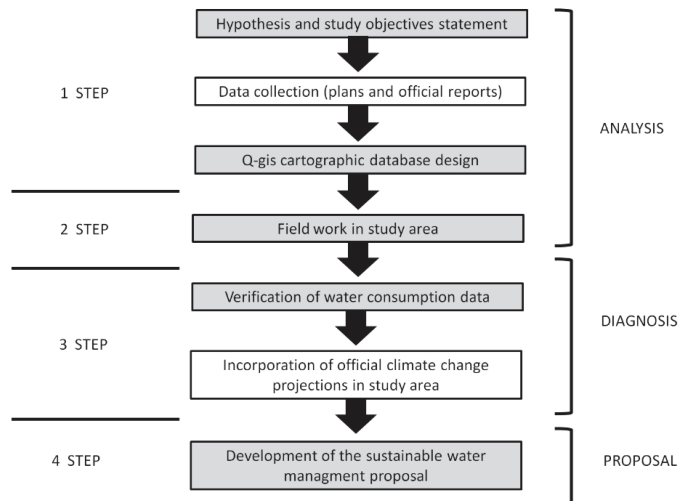 Hypothesis and study objectives statement
1 STEP
Data collection (plans and official reports)
ANALYSIS
Q-gis cartographic database design
2 STEP
Field work in study area
Verification of water consumption data
DIAGNOSIS
3 STEP
Incorporation of official climate change
projections in study area
4 STEP
Development of the sustainable water
managment proposal
PROPOSAL